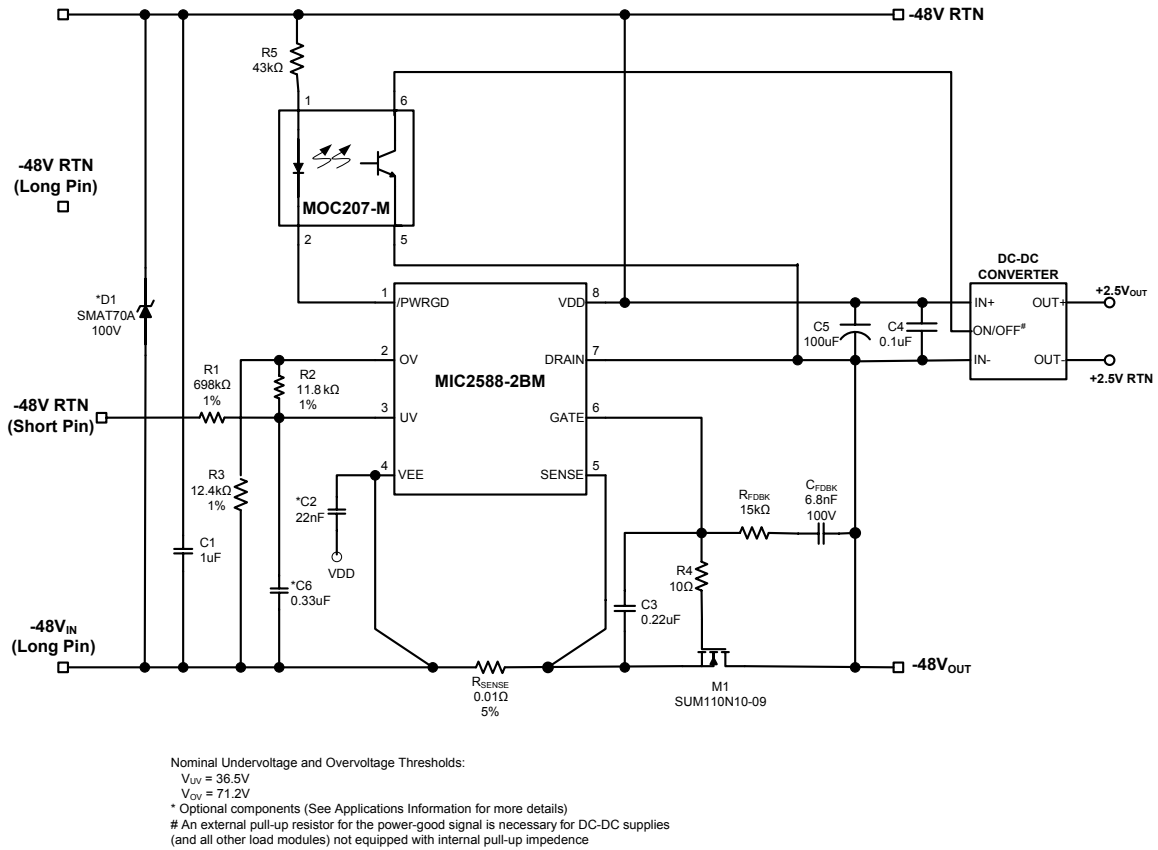 -48V RTN
R5
43kΩ
1
6
-48V RTN
(Long Pin)
MOC207-M
2
5
DC-DC
CONVERTER
*D1
SMAT70A
100V
1
/PWRGD
VDD
8
IN+
OUT+
+2.5VOUT
C5
100uF
C4
0.1uF
ON/OFF#
2
OV
DRAIN
7
IN-
OUT-
+2.5V RTN
R1
698kΩ
1%
R2
11.8kΩ
1%
MIC2588-2BM
-48V RTN
(Short Pin)
3
UV
GATE
6
4
VEE
SENSE
5
R3
12.4kΩ
1%
*C2
22nF
VDD
RFDBK
15kΩ
CFDBK
6.8nF
100V
C1
1uF
*C6
0.33uF
R4
10Ω
C3
0.22uF
-48VIN
(Long Pin)
RSENSE
0.01Ω
5%
M1
SUM110N10-09
-48VOUT
Nominal Undervoltage and Overvoltage Thresholds:
VUV = 36.5V
VOV = 71.2V
* Optional components (See Applications Information for more details)
# An external pull-up resistor for the power-good signal is necessary for DC-DC supplies
(and all other load modules) not equipped with internal pull-up impedence